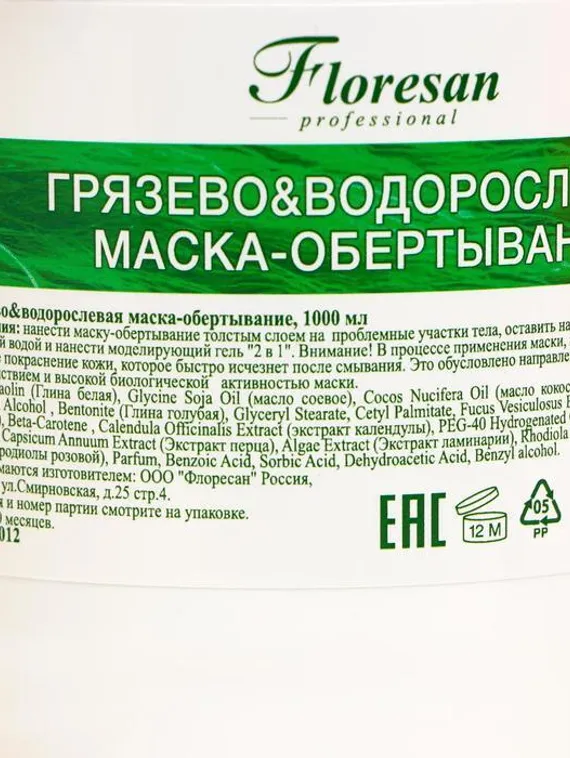 Floresan
professional
ГРЯЗЕВО&ВОДОРОСЛ
МАСКА-ОБЕРТЫВАН
о&водорослевая маска-обертывание, 1000 мл
ния: нанести маску-обертывание толстым слоем на проблемные участки тела, оставить на
й водой и нанести моделирующий гель "2 в 1". Внимание! В процессе применения маски,
покраснение кожи, которое быстро исчезнет после смывания. Это обусловлено направле
ствием и высокой биологической активностью маски.
aolin (Глина белая), Glycine Soja Oil (масло соевое), Cocos Nucifera Oil (масло кокос
Alcohol , Bentonite (Глина голубая), Glyceryl Stearate, Cetyl Palmitate, Fucus Vesiculosus E
), Beta-Carotene , Calendula Officinalis Extract (экстракт календулы), PEG-40 Hydrogenated
Capsicum Annuum Extract (Экстракт перца), Algae Extract (Экстракт ламинарии), Rhodiola
родиолы розовой), Parfum, Benzoic Acid, Sorbic Acid, Dehydroacetic Acid, Benzyl alcohol.
маются изготовителем: ООО "Флоресан" Россия,
ул.Смирновская, д.25 стр.4.
я и номер партии смотрите на упаковке.
месяцев.
012
EAC
12 M
05
PP